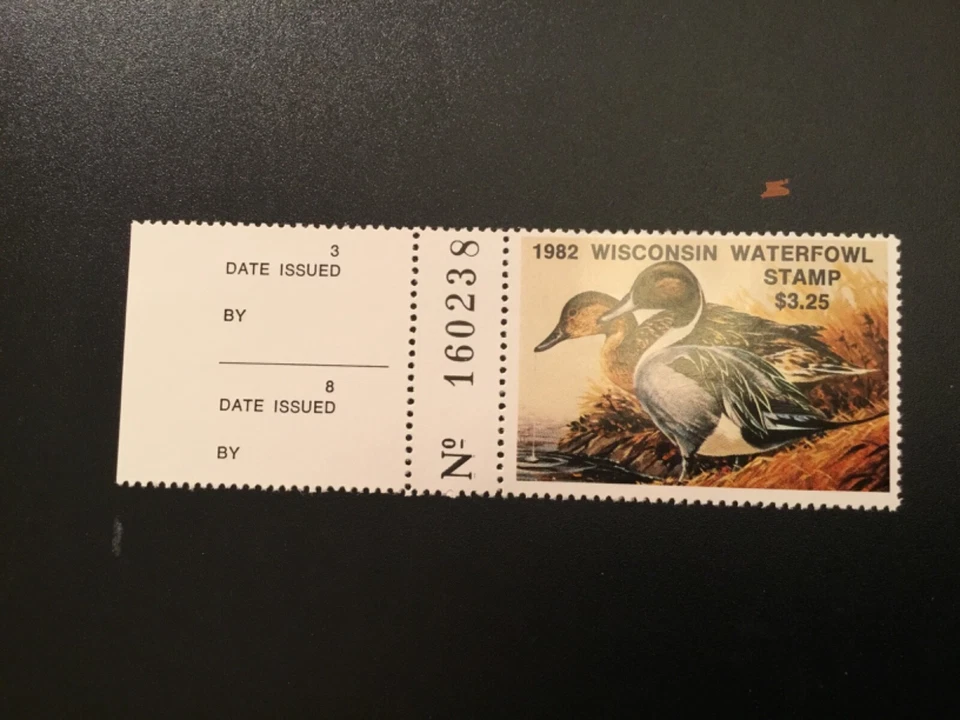 3
DATE ISSUED
BY
8
DATE ISSUED
BY
Nº 160238
1982 WISCONSIN WATERFOWL
STAMP
$3.25